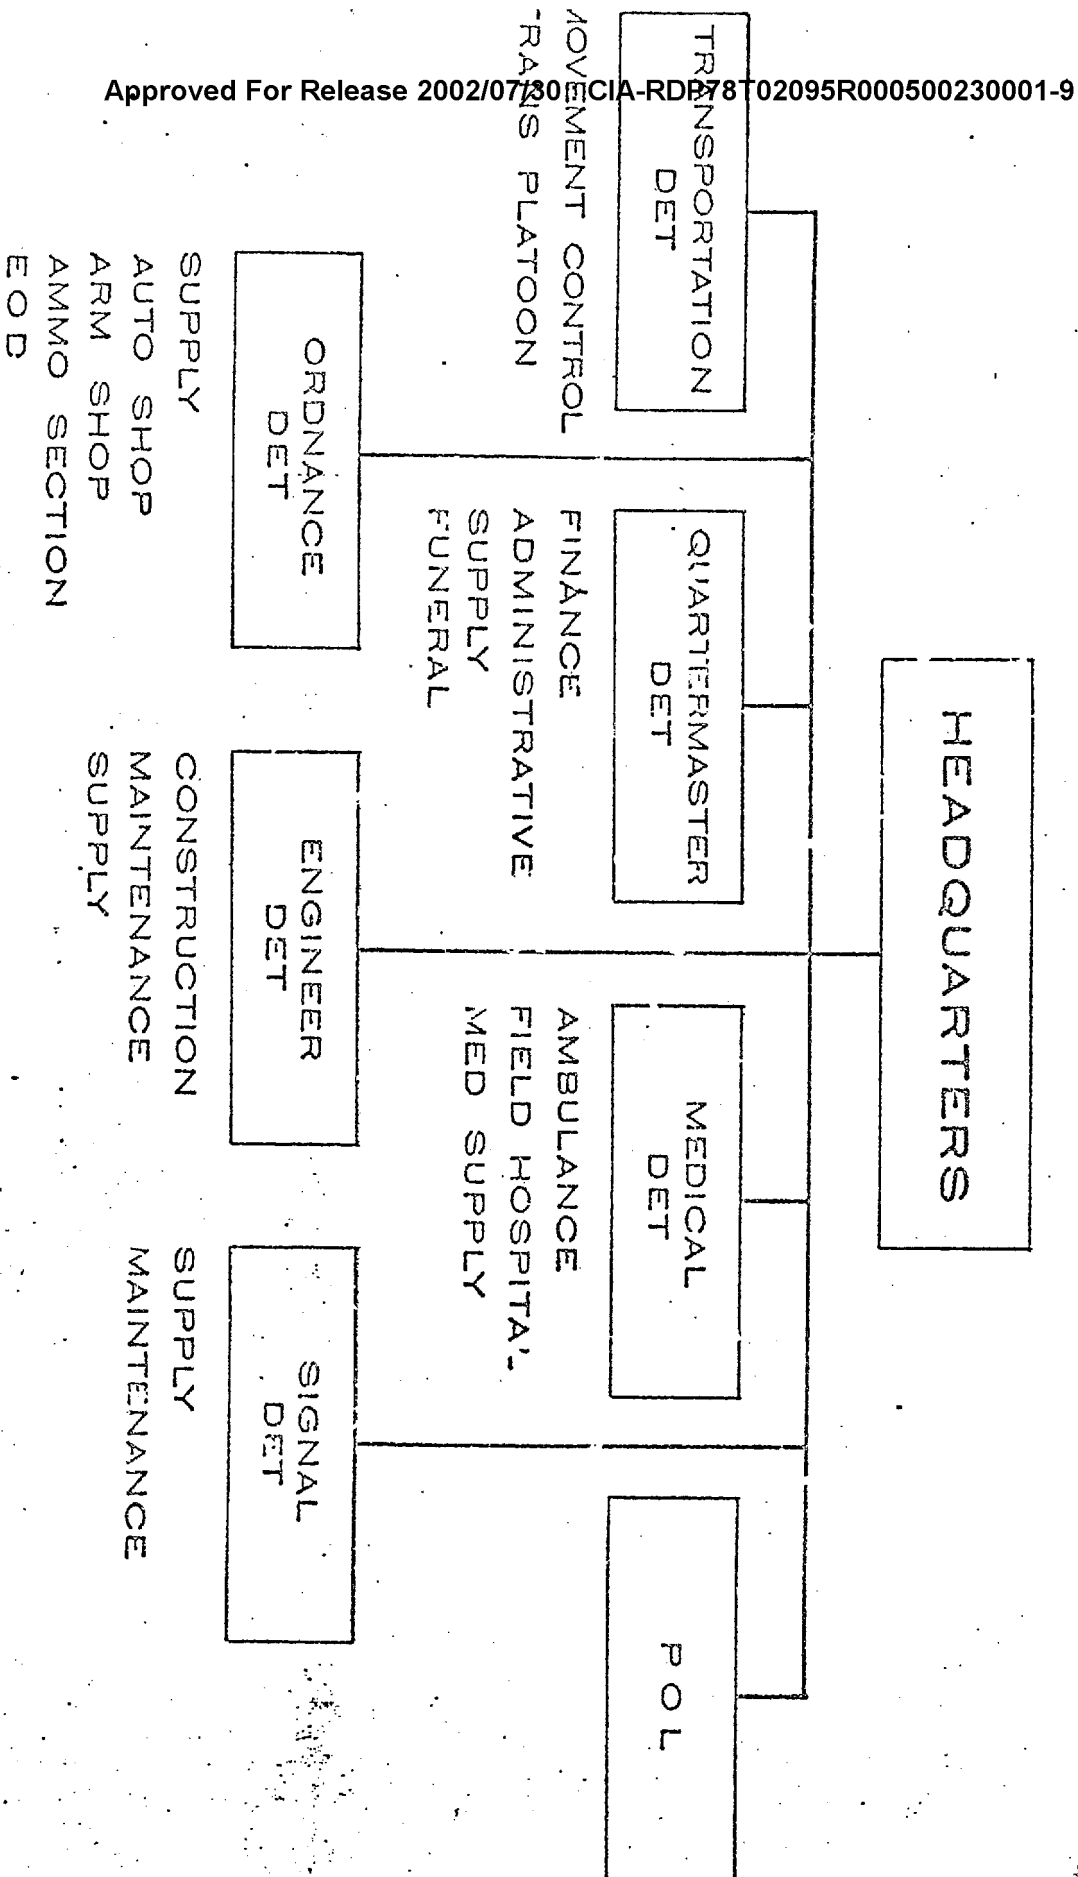 Approved For Release 2002/07/30 : CIA-RDP78T02095R000500230001-9
HEADQUARTERS
TRANSPORTATION
DET
MOVEMENT CONTROL
TRANS PLATOON
QUARTERMASTER
DET
FINANCE
ADMINISTRATIVE
SUPPLY
FUNERAL
MEDICAL
DET
AMBULANCE
FIELD HOSPITAL
MED SUPPLY
P O L
ORDNANCE
DET
SUPPLY
AUTO SHOP
ARM SHOP
AMMO SECTION
E O D
ENGINEER
DET
CONSTRUCTION
MAINTENANCE
SUPPLY
SIGNAL
DET
SUPPLY
MAINTENANCE